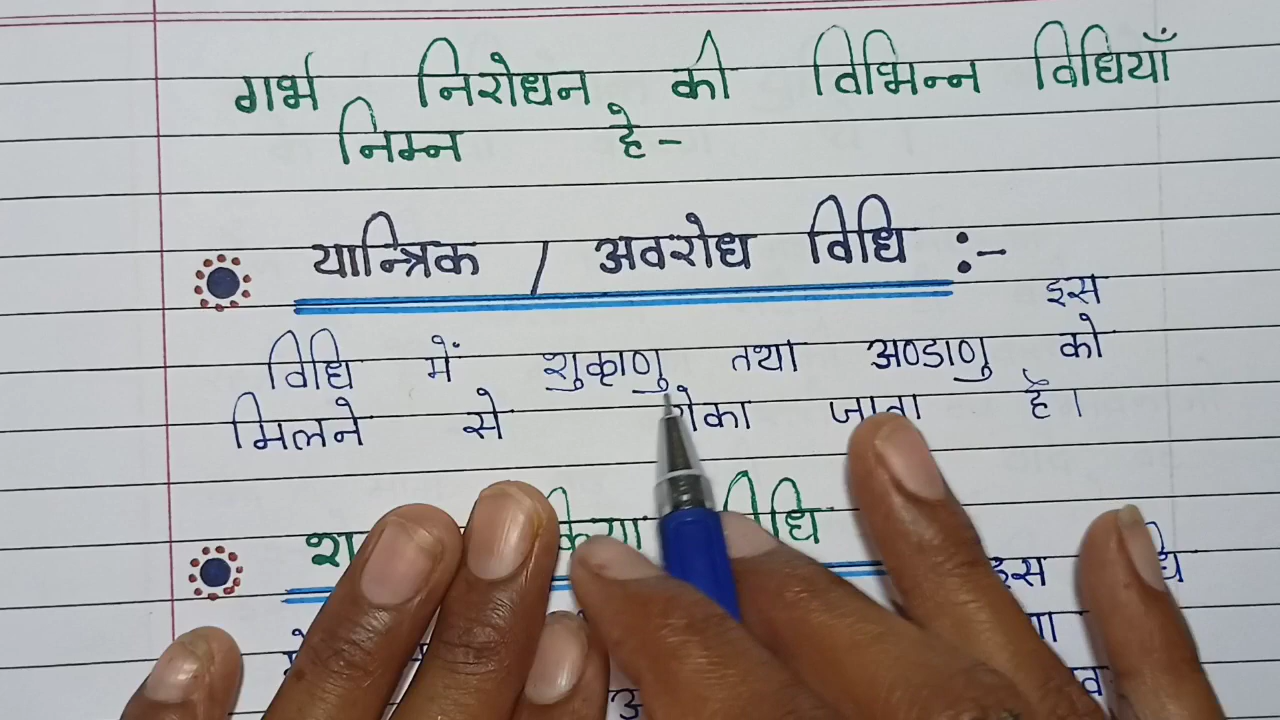 गर्भ निरोधन की विभिन्न विधियाँ
निम्न है-
यान्त्रिक / अवरोध विधि :-
इस
विधि में शुक्राणु तथा अण्डाणु को
मिलने से रोका जाता है।
विधि
इस